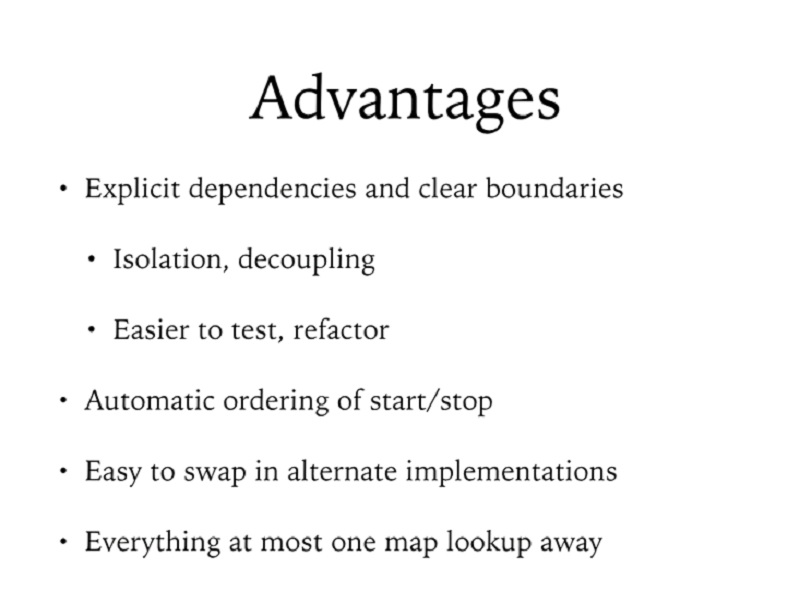 Advantages
• Explicit dependencies and clear boundaries
• Isolation, decoupling
• Easier to test, refactor
• Automatic ordering of start/stop
• Easy to swap in alternate implementations
• Everything at most one map lookup away